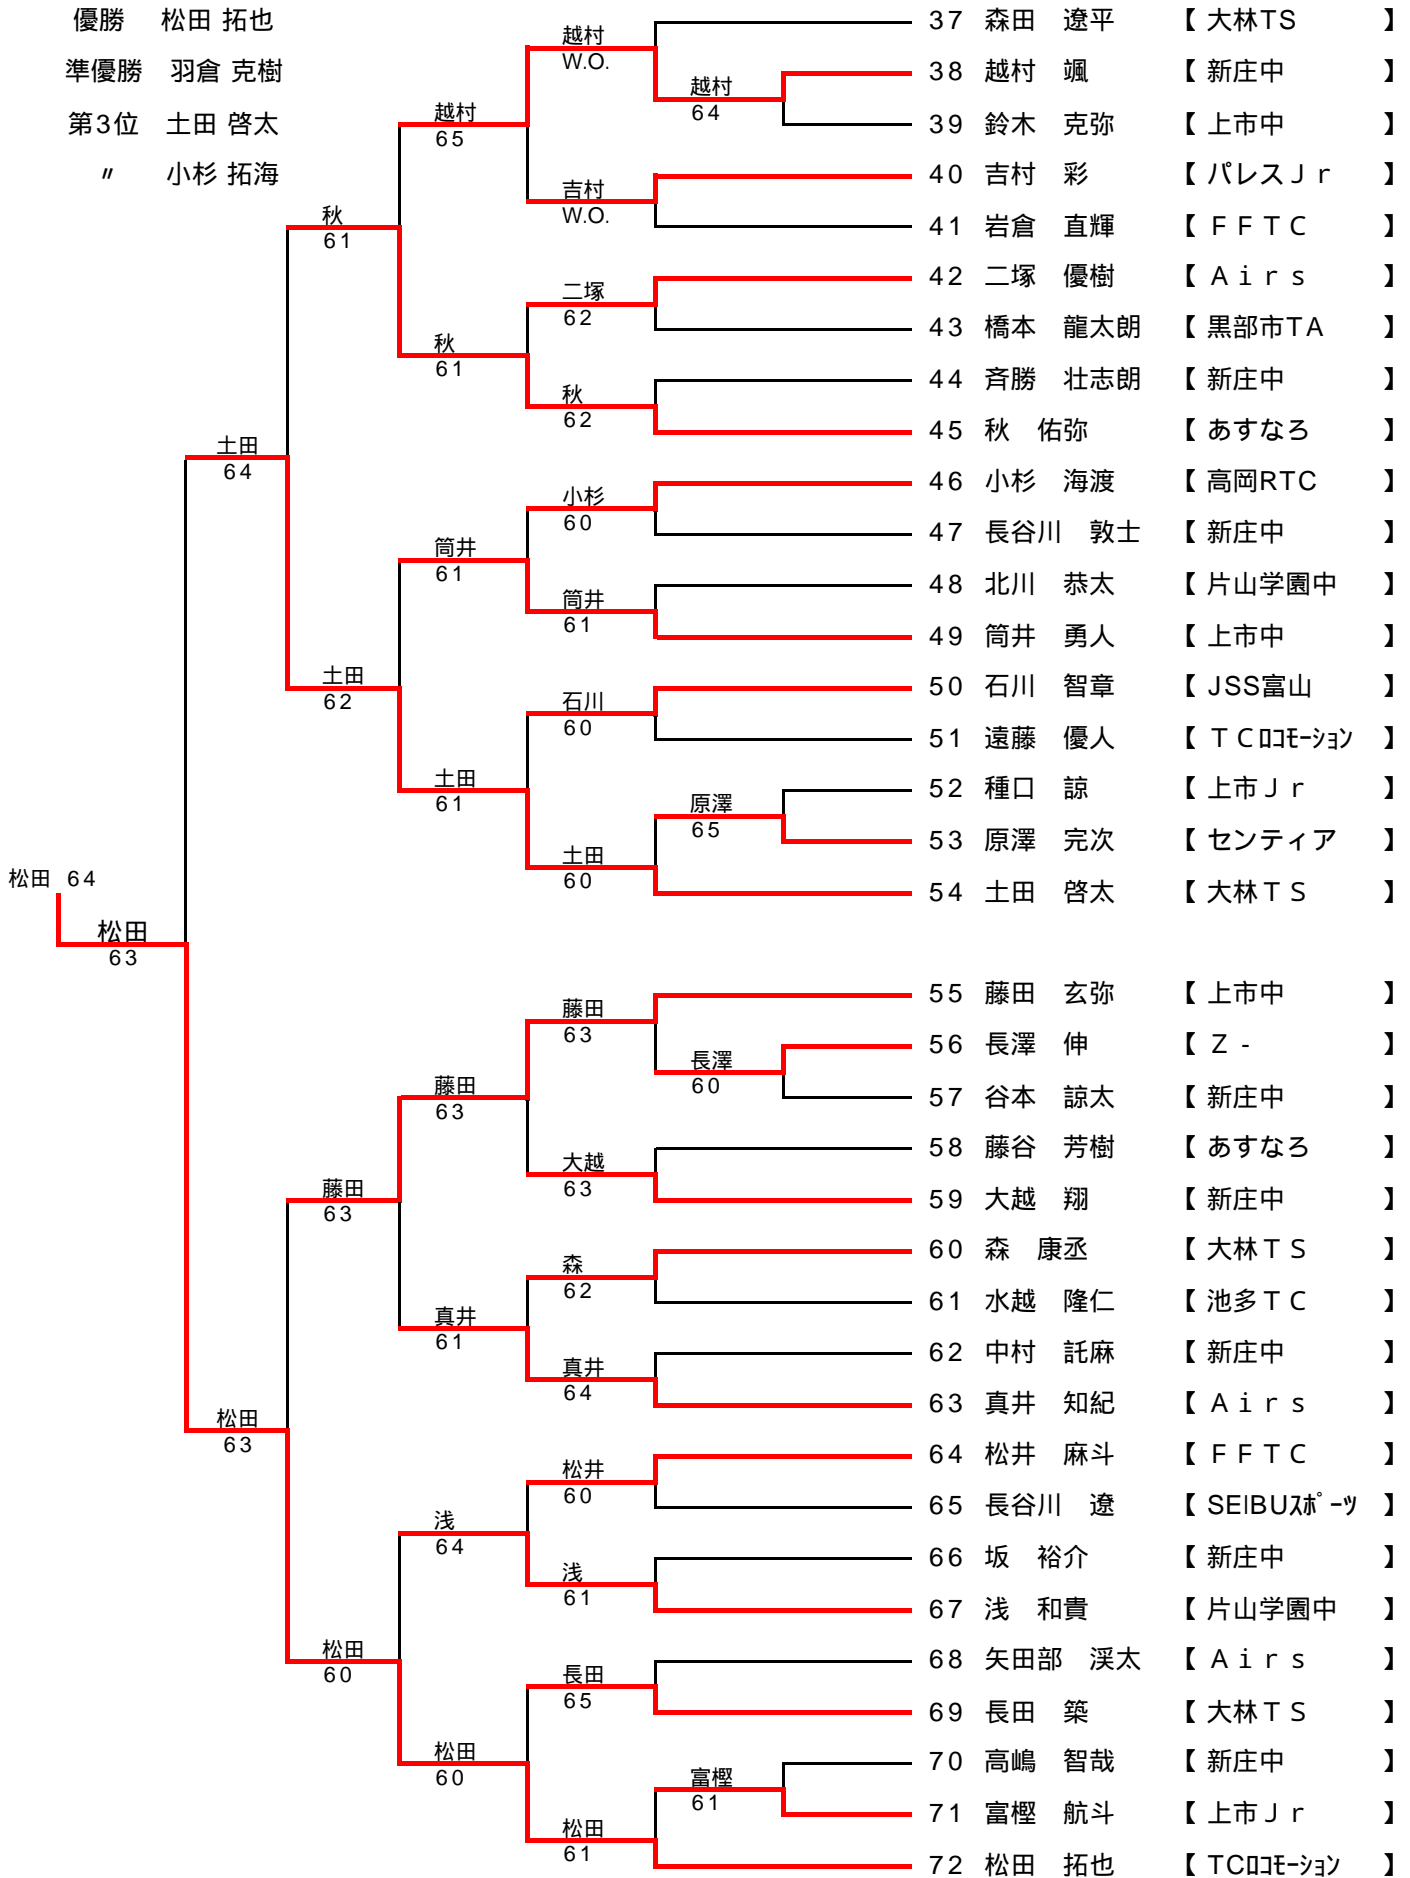 優勝　松田 拓也
準優勝　羽倉 克樹
第3位　土田 啓太
〃　小杉 拓海
37 森田　遼平 【 大林TS 】
38 越村　颯 【 新庄中 】
39 鈴木　克弥 【 上市中 】
40 吉村　彩 【 パレスＪｒ 】
41 岩倉　直輝 【 ＦＦＴＣ 】
42 二塚　優樹 【 Ａｉｒｓ 】
43 橋本　龍太朗 【 黒部市TA 】
44 斉勝　壮志朗 【 新庄中 】
45 秋　佑弥 【 あすなろ 】
46 小杉　海渡 【 高岡RTC 】
47 長谷川　敦士 【 新庄中 】
48 北川　恭太 【 片山学園中 】
49 筒井　勇人 【 上市中 】
50 石川　智章 【 JSS富山 】
51 遠藤　優人 【 ＴＣﾛｺﾓｰｼｮﾝ 】
52 種口　諒 【 上市Ｊｒ 】
53 原澤　完次 【 センティア 】
54 土田　啓太 【 大林ＴＳ 】
55 藤田　玄弥 【 上市中 】
56 長澤　伸 【 Ｚ- 】
57 谷本　諒太 【 新庄中 】
58 藤谷　芳樹 【 あすなろ 】
59 大越　翔 【 新庄中 】
60 森　康丞 【 大林ＴＳ 】
61 水越　隆仁 【 池多ＴＣ 】
62 中村　託麻 【 新庄中 】
63 真井　知紀 【 Ａｉｒｓ 】
64 松井　麻斗 【 ＦＦＴＣ 】
65 長谷川　遼 【 SEIBUｽﾎﾟｰﾂ 】
66 坂　裕介 【 新庄中 】
67 浅　和貴 【 片山学園中 】
68 矢田部　渓太 【 Ａｉｒｓ 】
69 長田　築 【 大林ＴＳ 】
70 高嶋　智哉 【 新庄中 】
71 富樫　航斗 【 上市Ｊｒ 】
72 松田　拓也 【 TCﾛｺﾓｰｼｮﾝ 】
越村
64
原澤
65
長澤
60
富樫
61
越村
W.O.
吉村
W.O.
二塚
62
秋
62
小杉
60
筒井
61
石川
60
土田
60
藤田
63
大越
63
森
62
真井
64
松井
60
浅
61
長田
65
松田
61
越村
65
秋
61
筒井
61
土田
61
藤田
63
真井
61
浅
64
松田
60
秋
61
土田
62
藤田
63
松田
60
土田
64
松田
63
松田
63
松田 64